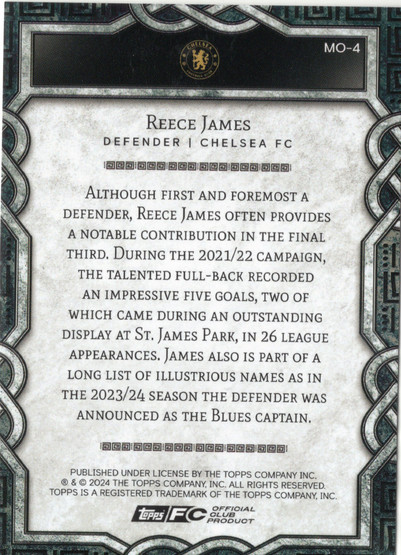 CHELSEA
MO-4
REECE JAMES
DEFENDER | CHELSEA FC
ALTHOUGH FIRST AND FOREMOST A
DEFENDER, REECE JAMES OFTEN PROVIDES
A NOTABLE CONTRIBUTION IN THE FINAL
THIRD. DURING THE 2021/22 CAMPAIGN,
THE TALENTED FULL-BACK RECORDED
AN IMPRESSIVE FIVE GOALS, TWO OF
WHICH CAME DURING AN OUTSTANDING
DISPLAY AT ST. JAMES PARK, IN 26 LEAGUE
APPEARANCES. JAMES ALSO IS PART OF A
LONG LIST OF ILLUSTRIOUS NAMES AS IN
THE 2023/24 SEASON THE DEFENDER WAS
ANNOUNCED AS THE BLUES CAPTAIN.
PUBLISHED UNDER LICENSE BY THE TOPPS COMPANY INC.
® & © 2024 THE TOPPS COMPANY, INC. ALL RIGHTS RESERVED.
TOPPS IS A REGISTERED TRADEMARK OF THE TOPPS COMPANY, INC.
Topps FC OFFICIAL
CLUB
PRODUCT